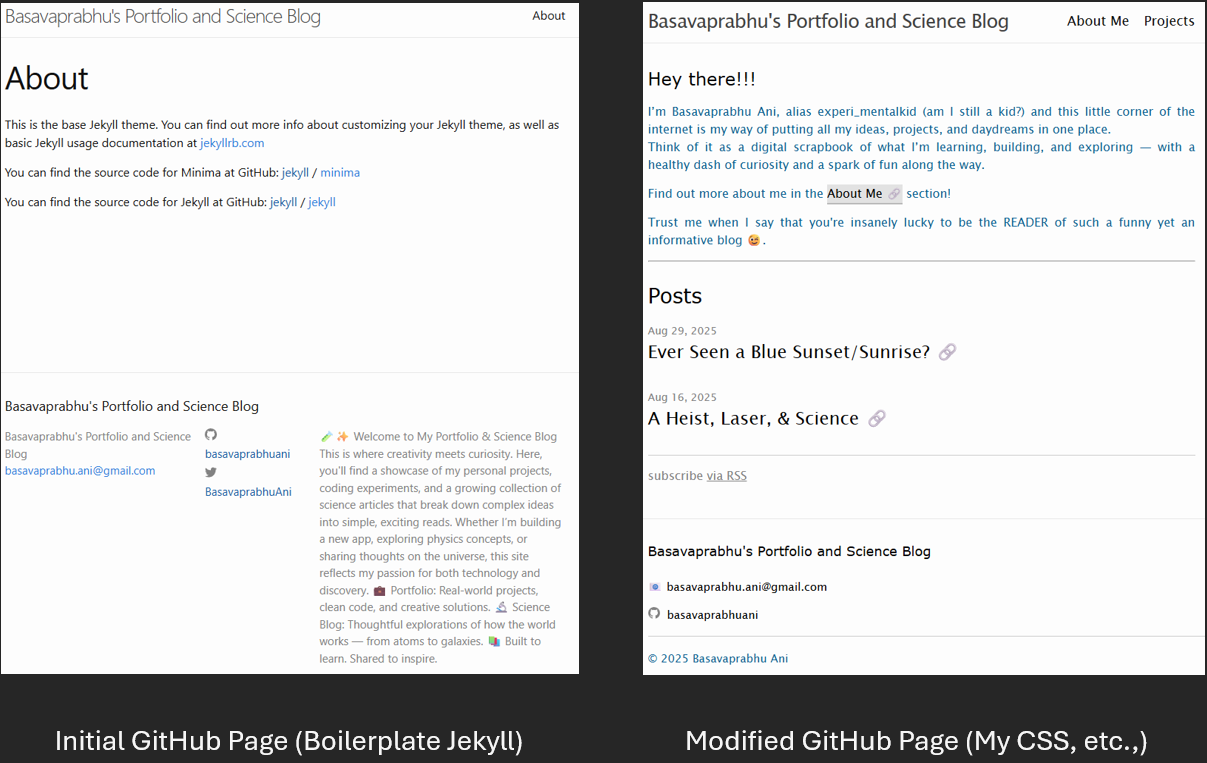 Basavaprabhu's Portfolio and Science Blog
About
About
This is the base Jekyll theme. You can find out more info about customizing your Jekyll theme, as well as
basic Jekyll usage documentation at jekyllrb.com
You can find the source code for Minima at GitHub: jekyll / minima
You can find the source code for Jekyll at GitHub: jekyll / jekyll
Basavaprabhu's Portfolio and Science Blog
Basavaprabhu's Portfolio and Science
Blog
basavaprabhu.ani@gmail.com
basavaprabhuani
BasavaprabhuAni
🧪 ✨ Welcome to My Portfolio & Science Blog
This is where creativity meets curiosity. Here,
you'll find a showcase of my personal projects,
coding experiments, and a growing collection of
science articles that break down complex ideas
into simple, exciting reads. Whether I'm building
a new app, exploring physics concepts, or
sharing thoughts on the universe, this site
reflects my passion for both technology and
discovery. 💼 Portfolio: Real-world projects,
clean code, and creative solutions. 🔬 Science
Blog: Thoughtful explorations of how the world
works — from atoms to galaxies. 📚 Built to
learn. Shared to inspire.
Initial GitHub Page (Boilerplate Jekyll)
Basavaprabhu's Portfolio and Science Blog
About Me Projects
Hey there!!!
I'm Basavaprabhu Ani, alias experi_mentalkid (am I still a kid?) and this little corner of the
internet is my way of putting all my ideas, projects, and daydreams in one place.
Think of it as a digital scrapbook of what I'm learning, building, and exploring — with a
healthy dash of curiosity and a spark of fun along the way.
Find out more about me in the About Me 🔗 section!
Trust me when I say that you're insanely lucky to be the READER of such a funny yet an
informative blog 😉.
Posts
Aug 29, 2025
Ever Seen a Blue Sunset/Sunrise? 🔗
Aug 16, 2025
A Heist, Laser, & Science 🔗
subscribe via RSS
Basavaprabhu's Portfolio and Science Blog
📧 basavaprabhu.ani@gmail.com
basavaprabhuani
© 2025 Basavaprabhu Ani
Modified GitHub Page (My CSS, etc.,)